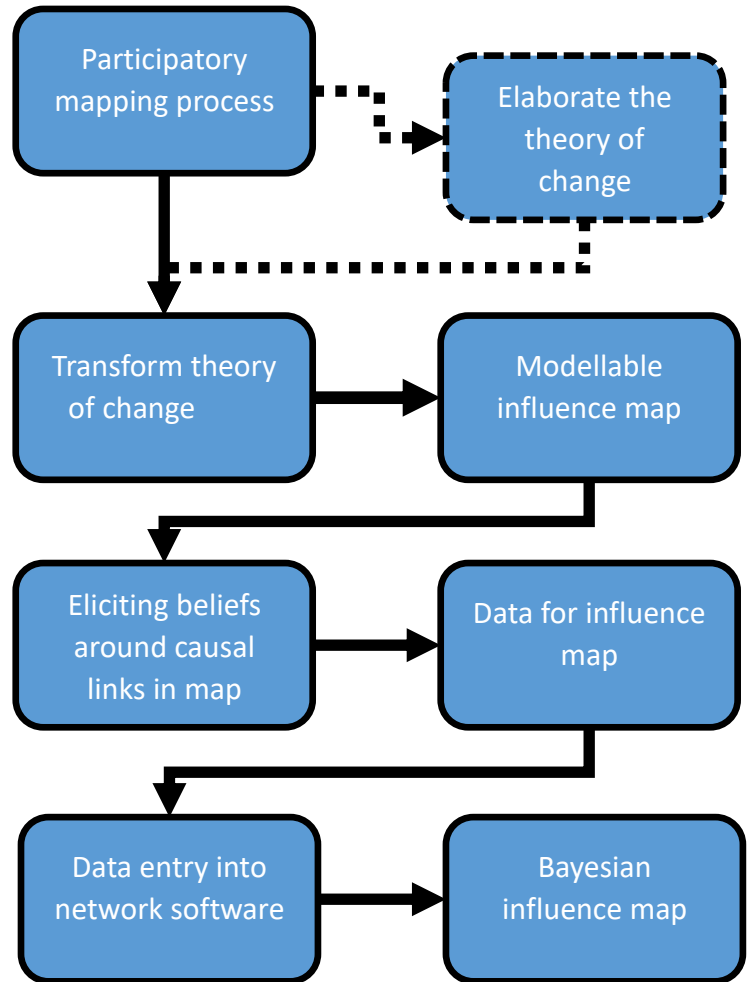 Participatory
mapping process
Elaborate the
theory of
change
Transform theory
of change
Modellable
influence map
Eliciting beliefs
around causal
links in map
Data for influence
map
Data entry into
network software
Bayesian
influence map